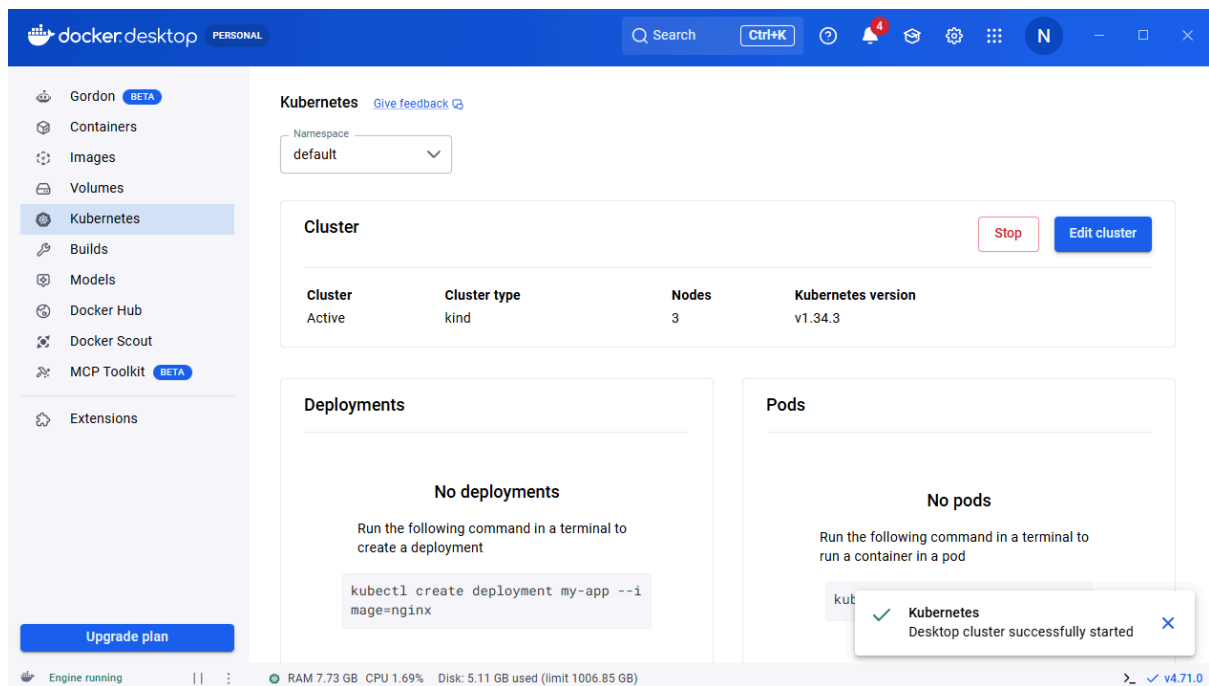 docker.desktop PERSONAL
Search Ctrl+K
4
N
Gordon BETA
Containers
Images
Volumes
Kubernetes
Builds
Models
Docker Hub
Docker Scout
MCP Toolkit BETA
Extensions
Upgrade plan
Kubernetes Give feedback
Namespace
default
Cluster
Stop Edit cluster
Cluster Cluster type Nodes Kubernetes version
Active kind 3 v1.34.3
Deployments
No deployments
Run the following command in a terminal to
create a deployment
kubectl create deployment my-app --i
mage=nginx
Pods
No pods
Run the following command in a terminal to
run a container in a pod
Kubernetes
Desktop cluster successfully started
Engine running
RAM 7.73 GB CPU 1.69% Disk: 5.11 GB used (limit 1006.85 GB)
v4.71.0